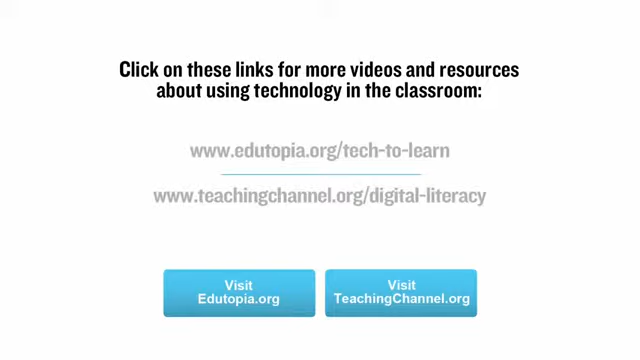 Click on these links for more videos and resources
about using technology in the classroom:
www.edutopia.org/tech-to-learn
www.teachingchannel.org/digital-literacy
Visit
Edutopia.org
Visit
TeachingChannel.org